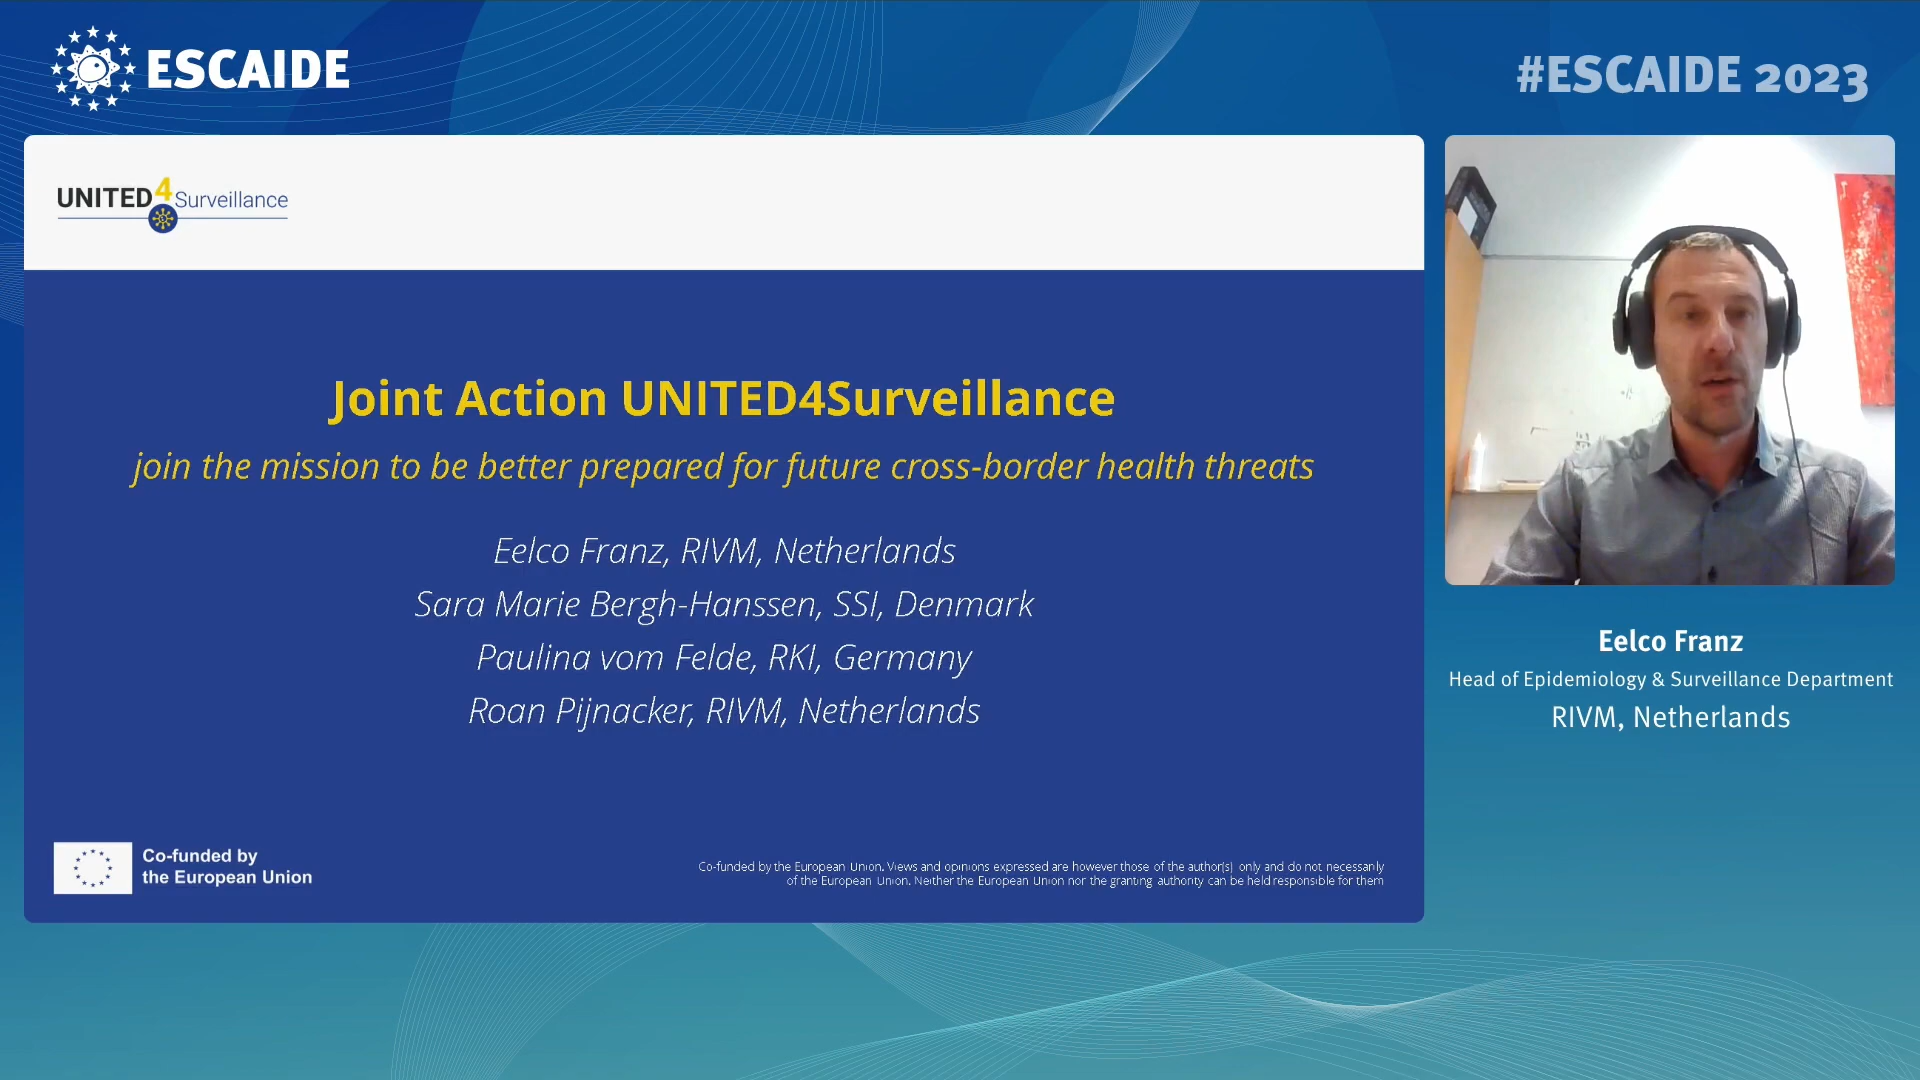 ESCAIDE
#ESCAIDE 2023
UNITED4Surveillance
Joint Action UNITED4Surveillance
join the mission to be better prepared for future cross-border health threats
Eelco Franz, RIVM, Netherlands
Sara Marie Bergh-Hanssen, SSI, Denmark
Paulina vom Felde, RKI, Germany
Roan Pijnacker, RIVM, Netherlands
Co-funded by
the European Union
Co-funded by the European Union. Views and opinions expressed are however those of the author(s) only and do not necessarily
of the European Union. Neither the European Union nor the granting authority can be held responsible for them
Eelco Franz
Head of Epidemiology & Surveillance Department
RIVM, Netherlands